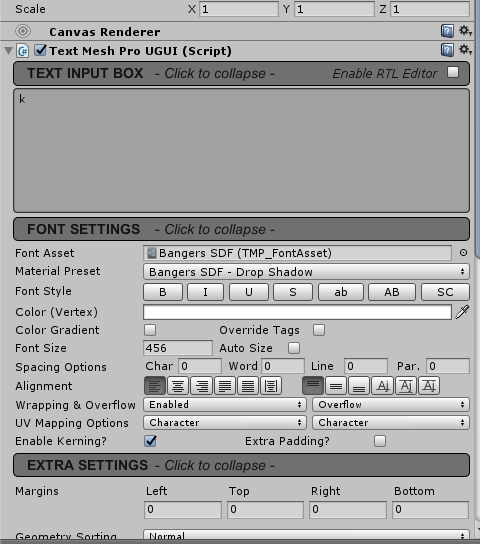 Scale X 1 Y 1 Z 1
Canvas Renderer
Text Mesh Pro UGUI (Script)
TEXT INPUT BOX - Click to collapse - Enable RTL Editor
k
FONT SETTINGS - Click to collapse -
Font Asset Bangers SDF (TMP_FontAsset)
Material Preset Bangers SDF - Drop Shadow
Font Style B I U S ab AB SC
Color (Vertex)
Color Gradient Override Tags
Font Size 456 Auto Size
Spacing Options Char 0 Word 0 Line 0 Par. 0
Alignment
Wrapping & Overflow Enabled Overflow
UV Mapping Options Character Character
Enable Kerning? Extra Padding?
EXTRA SETTINGS - Click to collapse -
Margins Left Top Right Bottom
0 0 0 0
Geometry Sorting Normal